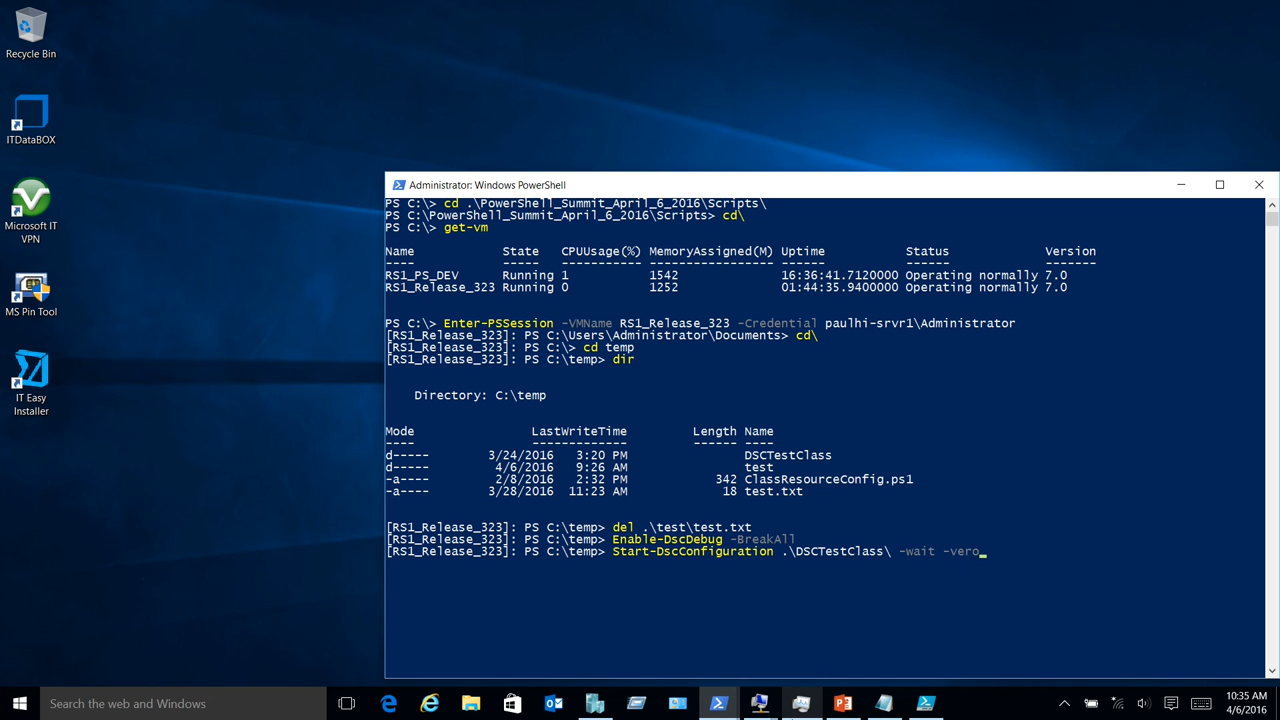 Recycle Bin
ITDataBOX
Microsoft IT
VPN
MS Pin Tool
IT Easy
Installer
Administrator: Windows PowerShell
PS C:\> cd .\PowerShell_Summit_April_6_2016\Scripts\
PS C:\PowerShell_Summit_April_6_2016\Scripts> cd\
PS C:\> get-vm
Name State CPUUsage(%) MemoryAssigned(M) Uptime Status Version
---- ----- ----------- ----------------- ------ ------ -------
RS1_PS_DEV Running 1 1542 16:36:41.7120000 Operating normally 7.0
RS1_Release_323 Running 0 1252 01:44:35.9400000 Operating normally 7.0
PS C:\> Enter-PSSession -VMName RS1_Release_323 -Credential paulhi-srvr1\Administrator
[RS1_Release_323]: PS C:\Users\Administrator\Documents> cd\
[RS1_Release_323]: PS C:\> cd temp
[RS1_Release_323]: PS C:\temp> dir
Directory: C:\temp
Mode LastWriteTime Length Name
---- ------------- ------ ----
d----- 3/24/2016 3:20 PM DSCTestClass
d----- 4/6/2016 9:26 AM test
-a---- 2/8/2016 2:32 PM 342 ClassResourceConfig.ps1
-a---- 3/28/2016 11:23 AM 18 test.txt
[RS1_Release_323]: PS C:\temp> del .\test\test.txt
[RS1_Release_323]: PS C:\temp> Enable-DscDebug -BreakAll
[RS1_Release_323]: PS C:\temp> Start-DscConfiguration .\DSCTestClass\ -wait -vero_
Search the web and Windows
10:35 AM
4/6/2016